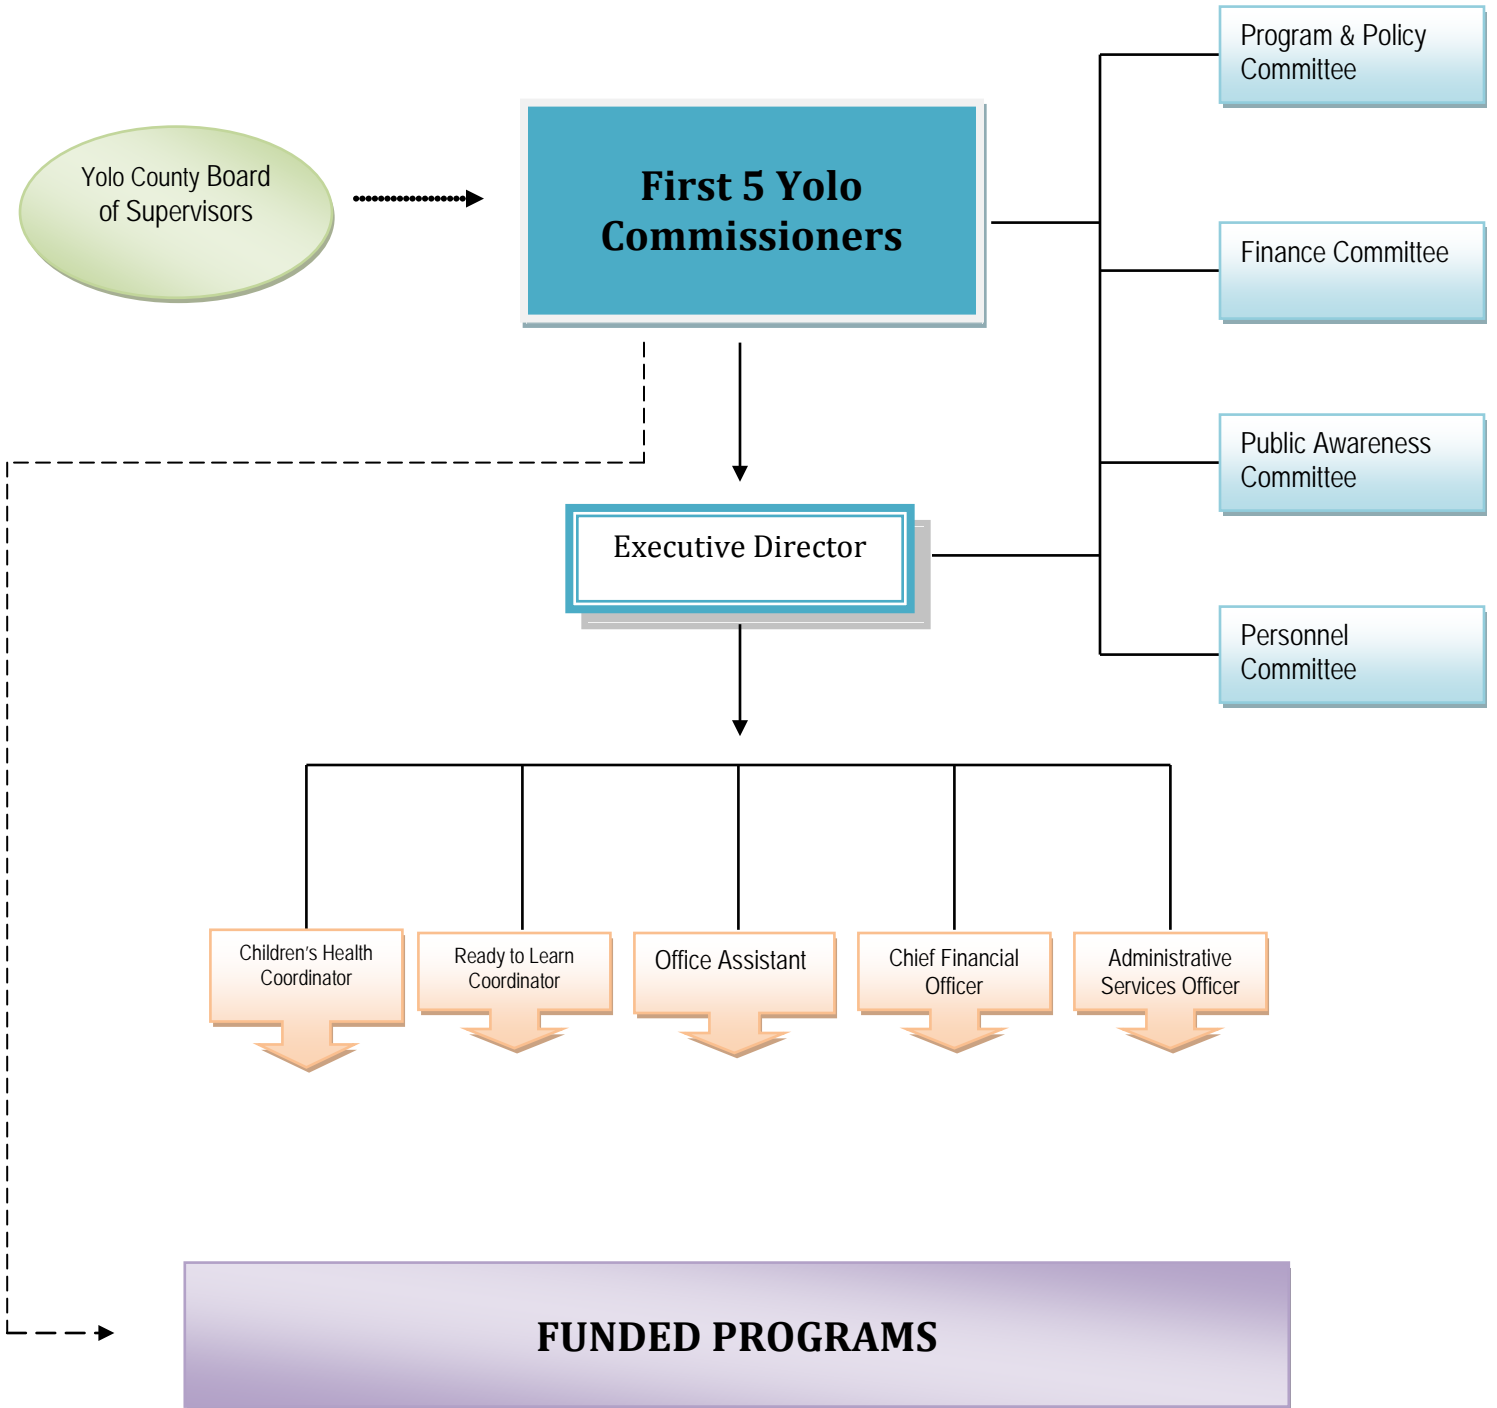 Program & Policy
Committee
Yolo County Board
of Supervisors
First 5 Yolo
Commissioners
Finance Committee
Public Awareness
Committee
Executive Director
Personnel
Committee
Children's Health
Coordinator
Ready to Learn
Coordinator
Office Assistant
Chief Financial
Officer
Administrative
Services Officer
FUNDED PROGRAMS